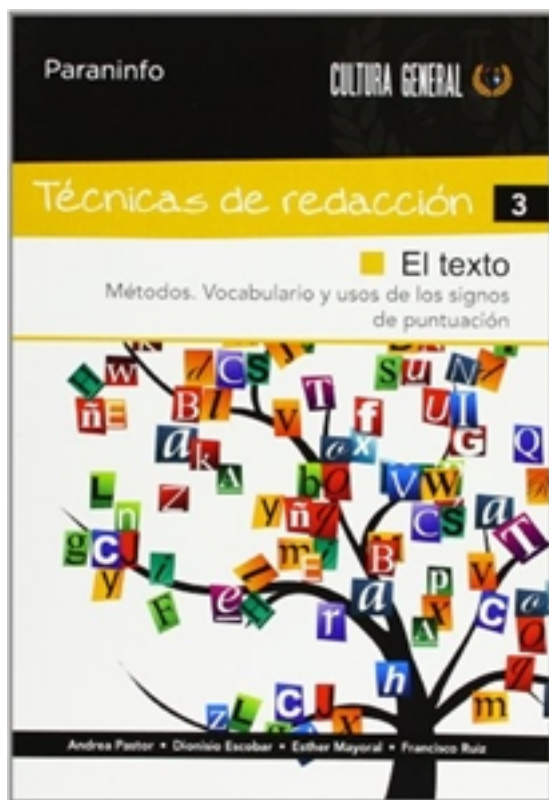 Paraninfo
CULTURA GENERAL
Técnicas de redacción 3
El texto
Métodos. Vocabulario y usos de los signos
de puntuación
Andrea Pastor • Dionisio Escobar • Esther Mayoral • Francisco Ruiz